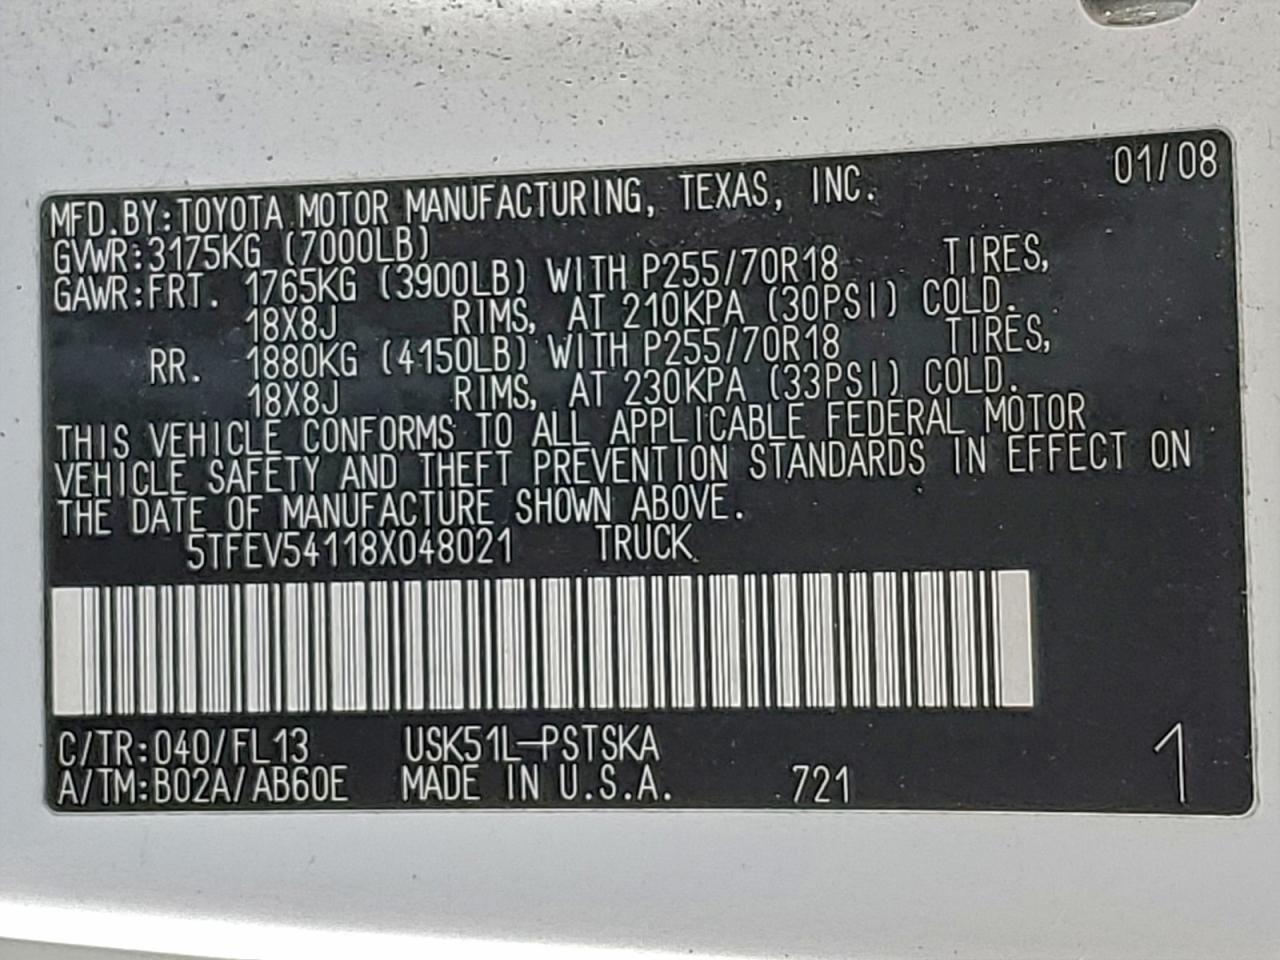 01/08
MFD.BY:TOYOTA MOTOR MANUFACTURING, TEXAS, INC.
GVWR:3175KG (7000LB)
GAWR:FRT. 1765KG (3900LB) WITH P255/70R18 TIRES,
18X8J RIMS, AT 210KPA (30PSI) COLD.
RR. 1880KG (4150LB) WITH P255/70R18 TIRES,
18X8J RIMS, AT 230KPA (33PSI) COLD.
THIS VEHICLE CONFORMS TO ALL APPLICABLE FEDERAL MOTOR
VEHICLE SAFETY AND THEFT PREVENTION STANDARDS IN EFFECT ON
THE DATE OF MANUFACTURE SHOWN ABOVE.
5TFEV54118X048021 TRUCK
C/TR:040/FL13 USK51L-PSTSKA
A/TM:B02A/AB60E MADE IN U.S.A. 721 1